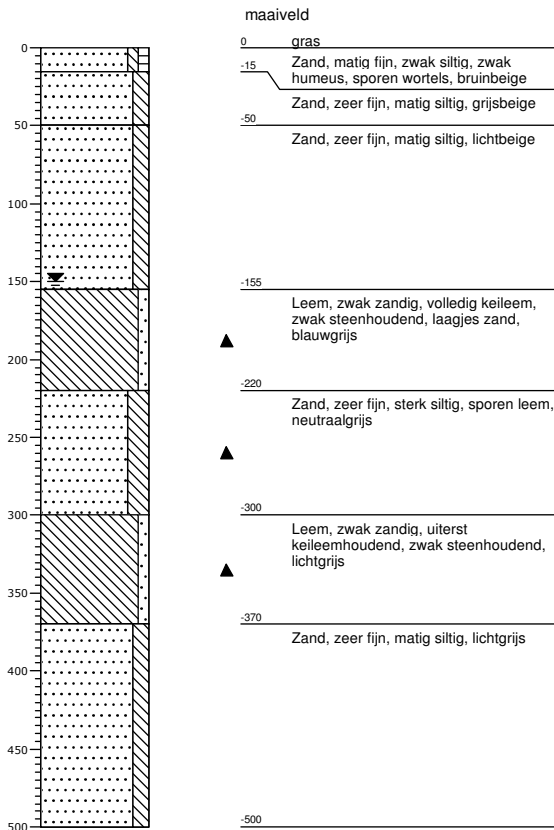 maaiveld
0
0
gras
Zand, matig fijn, zwak siltig, zwak
humeus, sporen wortels, bruinbeige
-15
Zand, zeer fijn, matig siltig, grijsbeige
50
-50
Zand, zeer fijn, matig siltig, lichtbeige
100
150
-155
Leem, zwak zandig, volledig keileem,
zwak steenhoudend, laagjes zand,
blauwgrijs
200
-220
Zand, zeer fijn, sterk siltig, sporen leem,
neutraalgrijs
250
300
-300
Leem, zwak zandig, uiterst
keileemhoudend, zwak steenhoudend,
lichtgrijs
350
-370
Zand, zeer fijn, matig siltig, lichtgrijs
400
450
500
-500